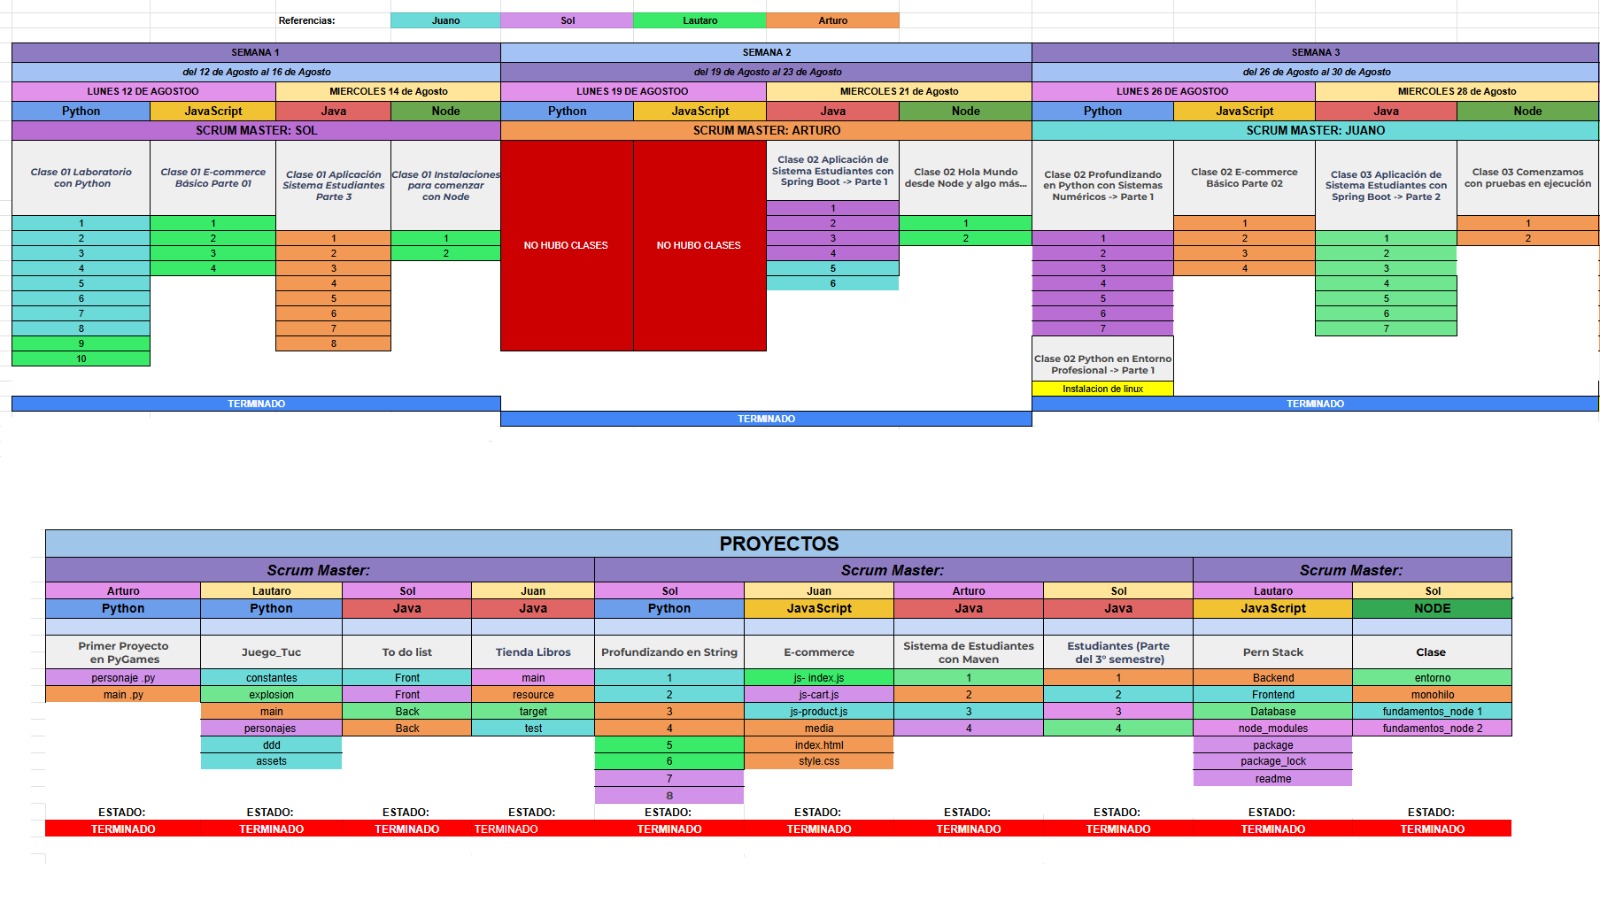 Referencias: Juano Sol Lautaro Arturo
SEMANA 1 SEMANA 2 SEMANA 3
del 12 de Agosto al 16 de Agosto del 19 de Agosto al 23 de Agosto del 26 de Agosto al 30 de Agosto
LUNES 12 DE AGOSTOO MIERCOLES 14 de Agosto LUNES 19 DE AGOSTOO MIERCOLES 21 de Agosto LUNES 26 DE AGOSTOO MIERCOLES 28 de Agosto
Python JavaScript Java Node Python JavaScript Java Node Python JavaScript Java Node
SCRUM MASTER: SOL SCRUM MASTER: ARTURO SCRUM MASTER: JUANO
Clase 01 Laboratorio
con Python
1
2
3
4
5
6
7
8
9
10
Clase 01 E-commerce
Básico Parte 01
1
2
3
4
Clase 01 Aplicación
Sistema Estudiantes
Parte 3
1
2
3
4
5
6
7
8
Clase 01 Instalaciones
para comenzar
con Node
1
2
TERMINADO
NO HUBO CLASES
NO HUBO CLASES
Clase 02 Aplicación de
Sistema Estudiantes con
Spring Boot -> Parte 1
1
2
3
4
5
6
Clase 02 Hola Mundo
desde Node y algo más...
1
2
TERMINADO
Clase 02 Profundizando
en Python con Sistemas
Numéricos -> Parte 1
1
2
3
4
5
6
7
Clase 02 Python en Entorno
Profesional -> Parte 1
Instalacion de linux
Clase 02 E-commerce
Básico Parte 02
1
2
3
4
Clase 03 Aplicación de
Sistema Estudiantes con
Spring Boot -> Parte 2
1
2
3
4
5
6
7
Clase 03 Comenzamos
con pruebas en ejecución
1
2
TERMINADO
PROYECTOS
Scrum Master: Scrum Master: Scrum Master:
Arturo Lautaro Sol Juan Sol Juan Arturo Sol Lautaro Sol
Python Python Java Java Python JavaScript Java Java JavaScript NODE
Primer Proyecto
en PyGames
personaje .py
main .py
ESTADO:
TERMINADO
Juego_Tuc
constantes
explosion
main
personajes
ddd
assets
ESTADO:
TERMINADO
To do list
Front
Front
Back
Back
ESTADO:
TERMINADO
Tienda Libros
main
resource
target
test
ESTADO:
TERMINADO
Profundizando en String
1
2
3
4
5
6
7
8
ESTADO:
TERMINADO
E-commerce
js- index.js
js-cart.js
js-product.js
media
index.html
style.css
ESTADO:
TERMINADO
Sistema de Estudiantes
con Maven
1
2
3
4
ESTADO:
TERMINADO
Estudiantes (Parte
del 3° semestre)
1
2
3
4
ESTADO:
TERMINADO
Pern Stack
Backend
Frontend
Database
node_modules
package
package_lock
readme
ESTADO:
TERMINADO
Clase
entorno
monohilo
fundamentos_node 1
fundamentos_node 2
ESTADO:
TERMINADO